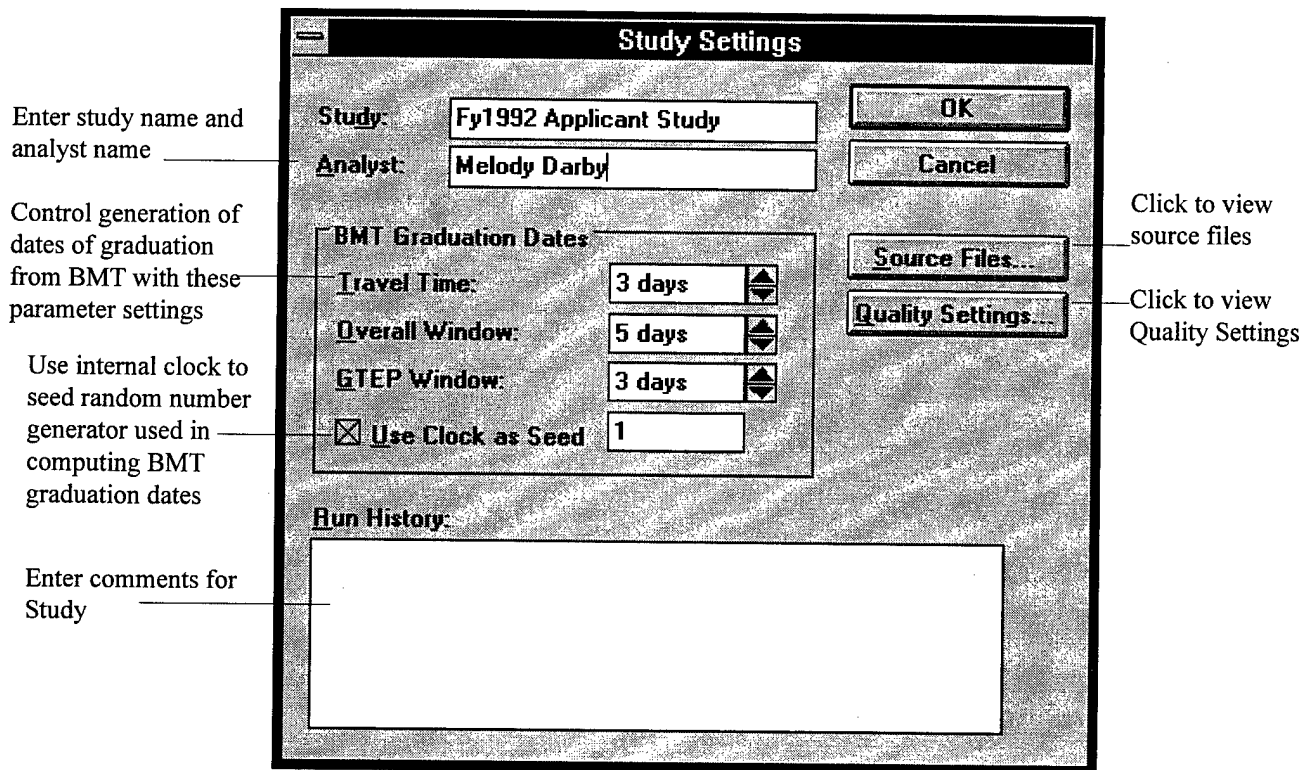 Study Settings
Enter study name and
analyst name
Study:
Fy1992 Applicant Study
OK
Analyst:
Melody Darby
Cancel
Control generation of
dates of graduation
from BMT with these
parameter settings
BMT Graduation Dates
Travel Time:
3 days
Overall Window:
5 days
GTEP Window:
3 days
Use Clock as Seed
1
Source Files...
Click to view
source files
Quality Settings...
Click to view
Quality Settings
Use internal clock to
seed random number
generator used in
computing BMT
graduation dates
Run History:
Enter comments for
Study